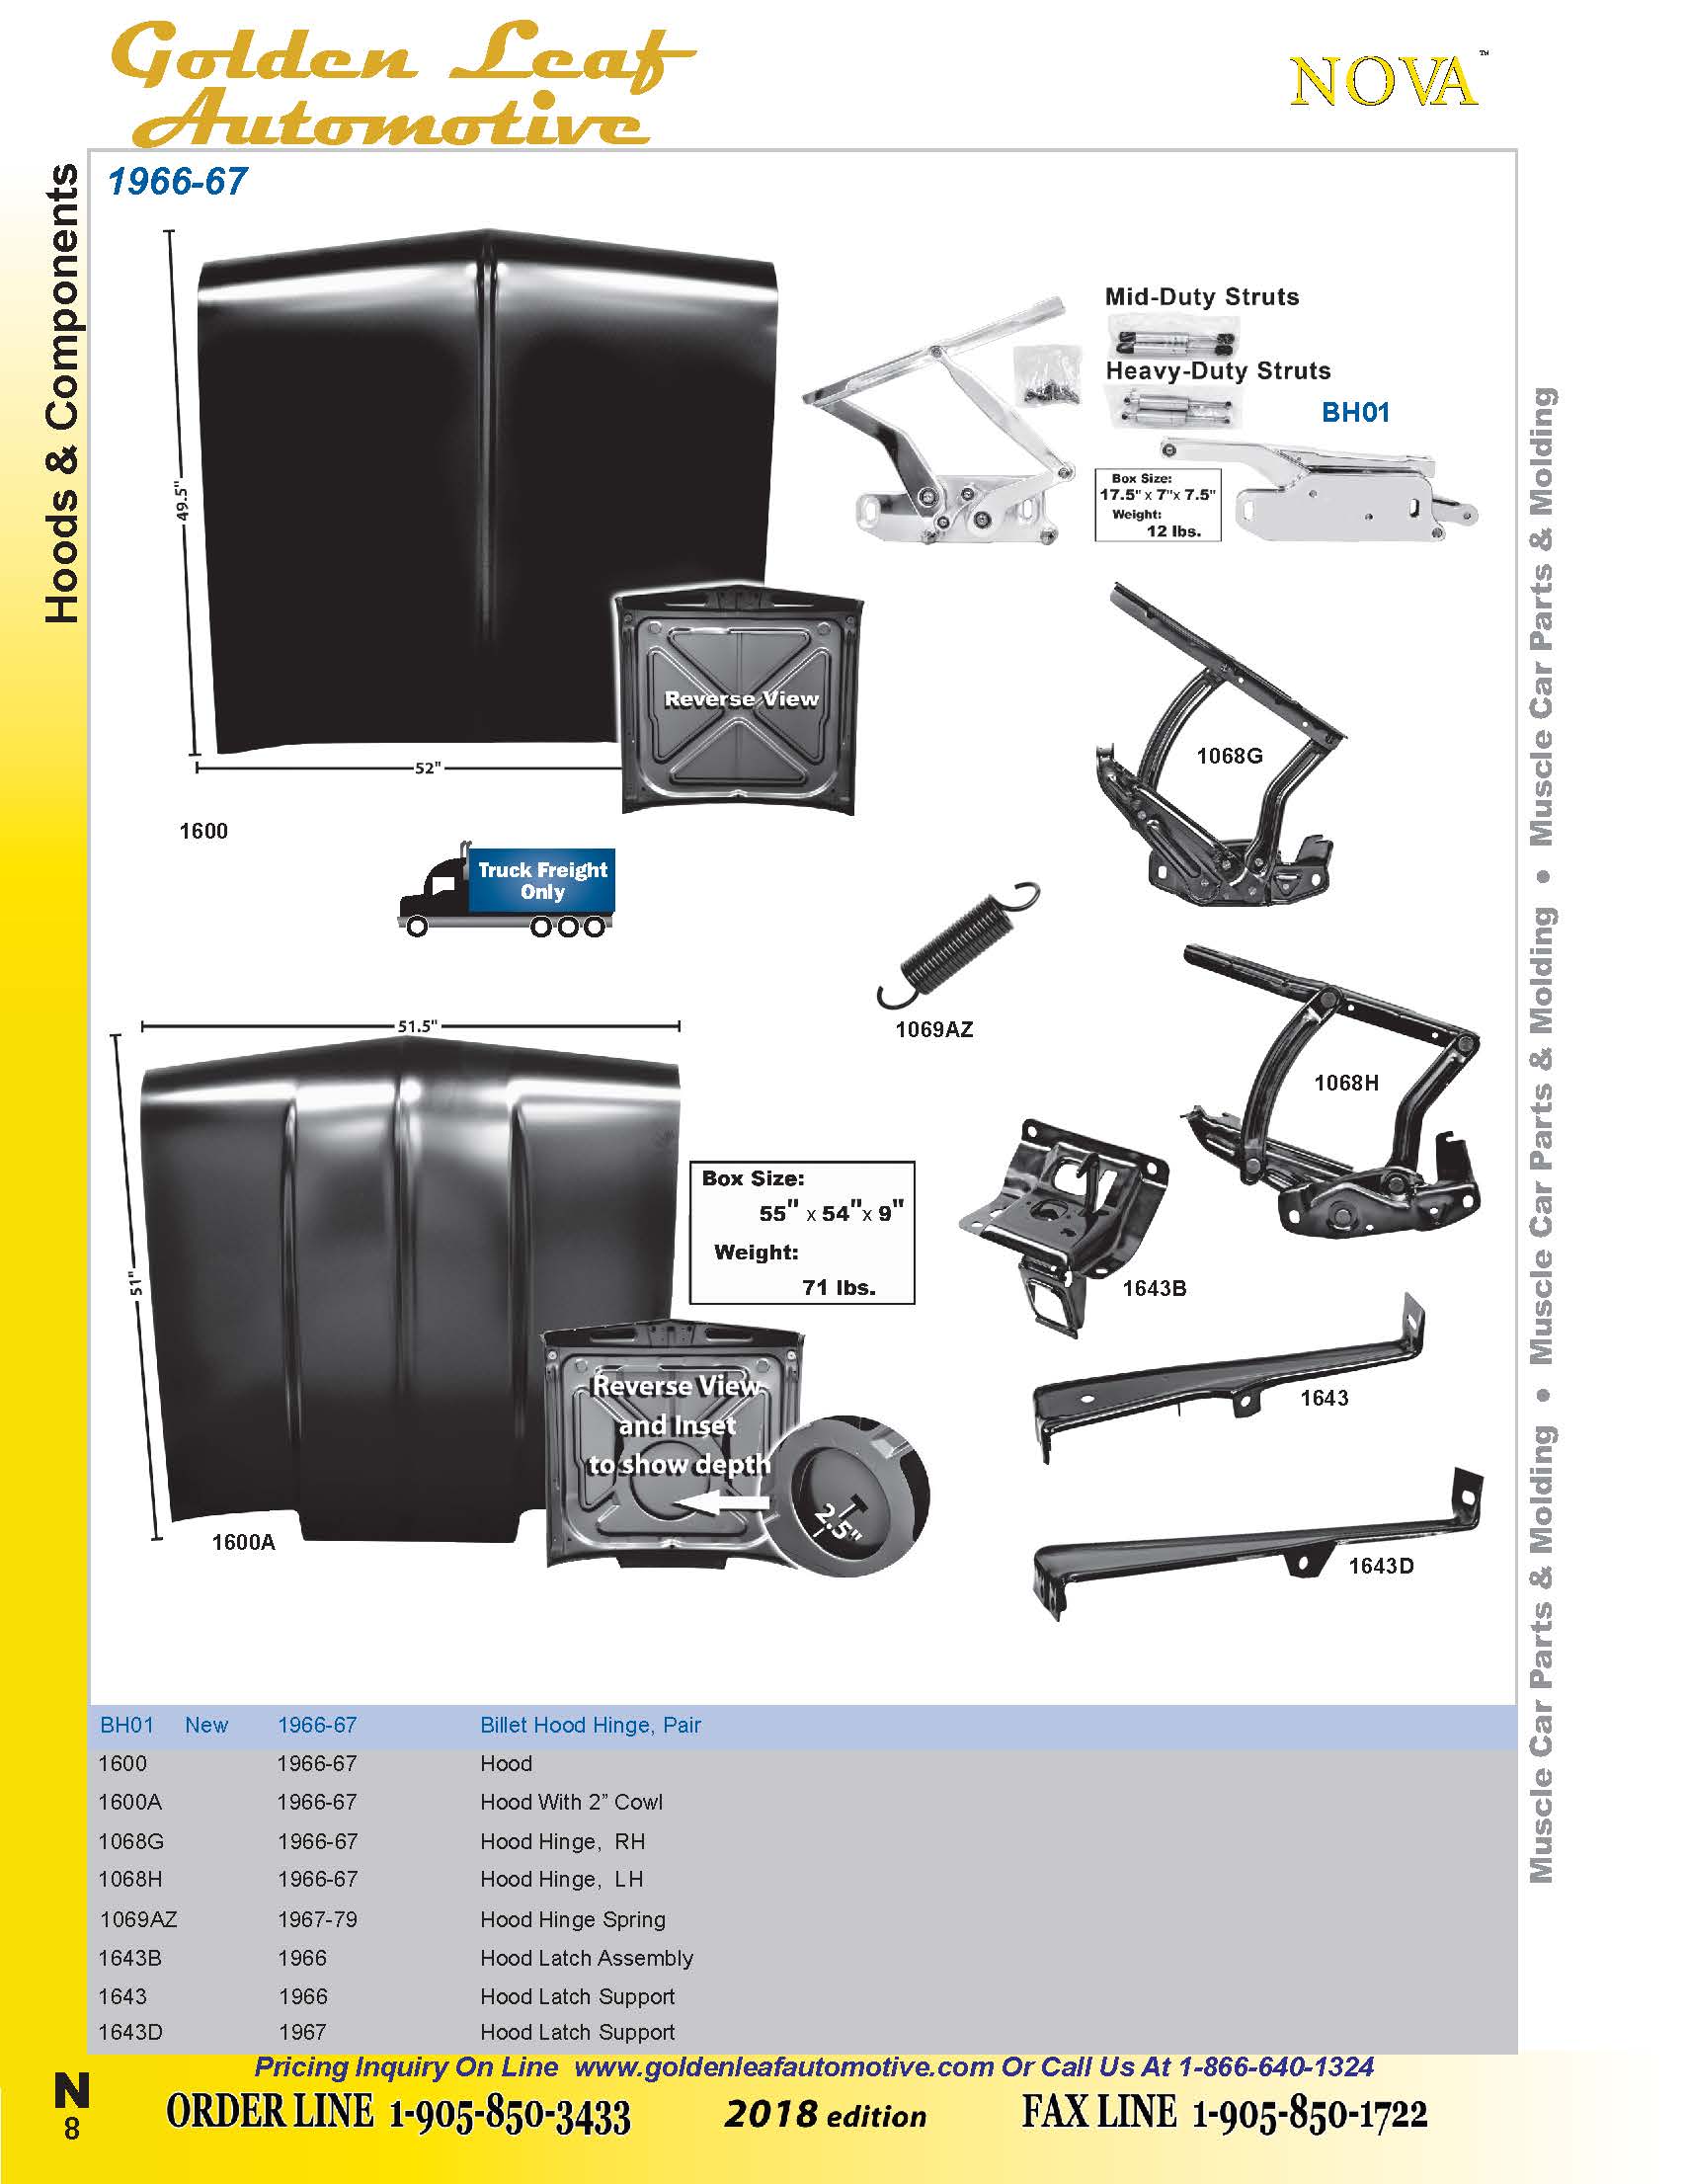 Golden Leaf
Automotive
NOVA™
Hoods & Components
1966-67
49.5"
52"
Reverse View
1600
Truck Freight
Only
Mid-Duty Struts
Heavy-Duty Struts
BH01
Box Size:
17.5" x 7"x 7.5"
Weight:
12 lbs.
1068G
1069AZ
1068H
51.5"
51"
Box Size:
55" x 54"x 9"
Weight:
71 lbs.
Reverse View
and Inset
to show depth
2.5"
1600A
1643B
1643
1643D
Muscle Car Parts & Molding • Muscle Car Parts & Molding • Muscle Car Parts & Molding
BH01 New 1966-67 Billet Hood Hinge, Pair
1600 1966-67 Hood
1600A 1966-67 Hood With 2” Cowl
1068G 1966-67 Hood Hinge, RH
1068H 1966-67 Hood Hinge, LH
1069AZ 1967-79 Hood Hinge Spring
1643B 1966 Hood Latch Assembly
1643 1966 Hood Latch Support
1643D 1967 Hood Latch Support
Pricing Inquiry On Line www.goldenleafautomotive.com Or Call Us At 1-866-640-1324
N
8
ORDER LINE 1-905-850-3433
2018 edition
FAX LINE 1-905-850-1722